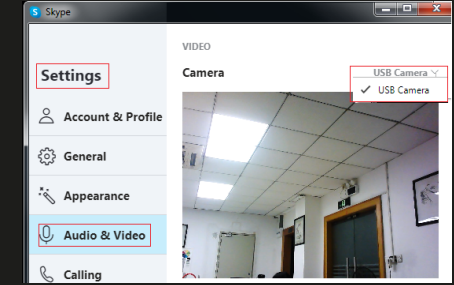 Skype
Settings
Account & Profile
General
Appearance
Audio & Video
Calling
VIDEO
Camera
USB Camera
USB Camera